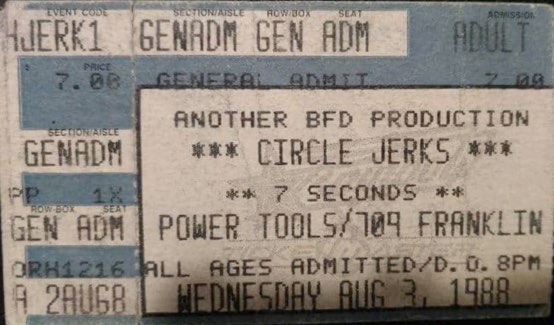 EVENT CODE SECTION/AISLE ROW/BOX SEAT ADMISSION
HJERK1 GENADM GEN ADM ADULT
PRICE
$ 7.00 GENERAL ADMIT 7.00
ANOTHER BFD PRODUCTION
SECTION/AISLE
GENADM *** CIRCLE JERKS ***
PP 1X ** 7 SECONDS **
ROW-BOX SEAT
GEN ADM POWER TOOLS/709 FRANKLIN
ORH1216 ALL AGES ADMITTED/D.O.8PM
A 2AUG8 WEDNESDAY AUG 3, 1988